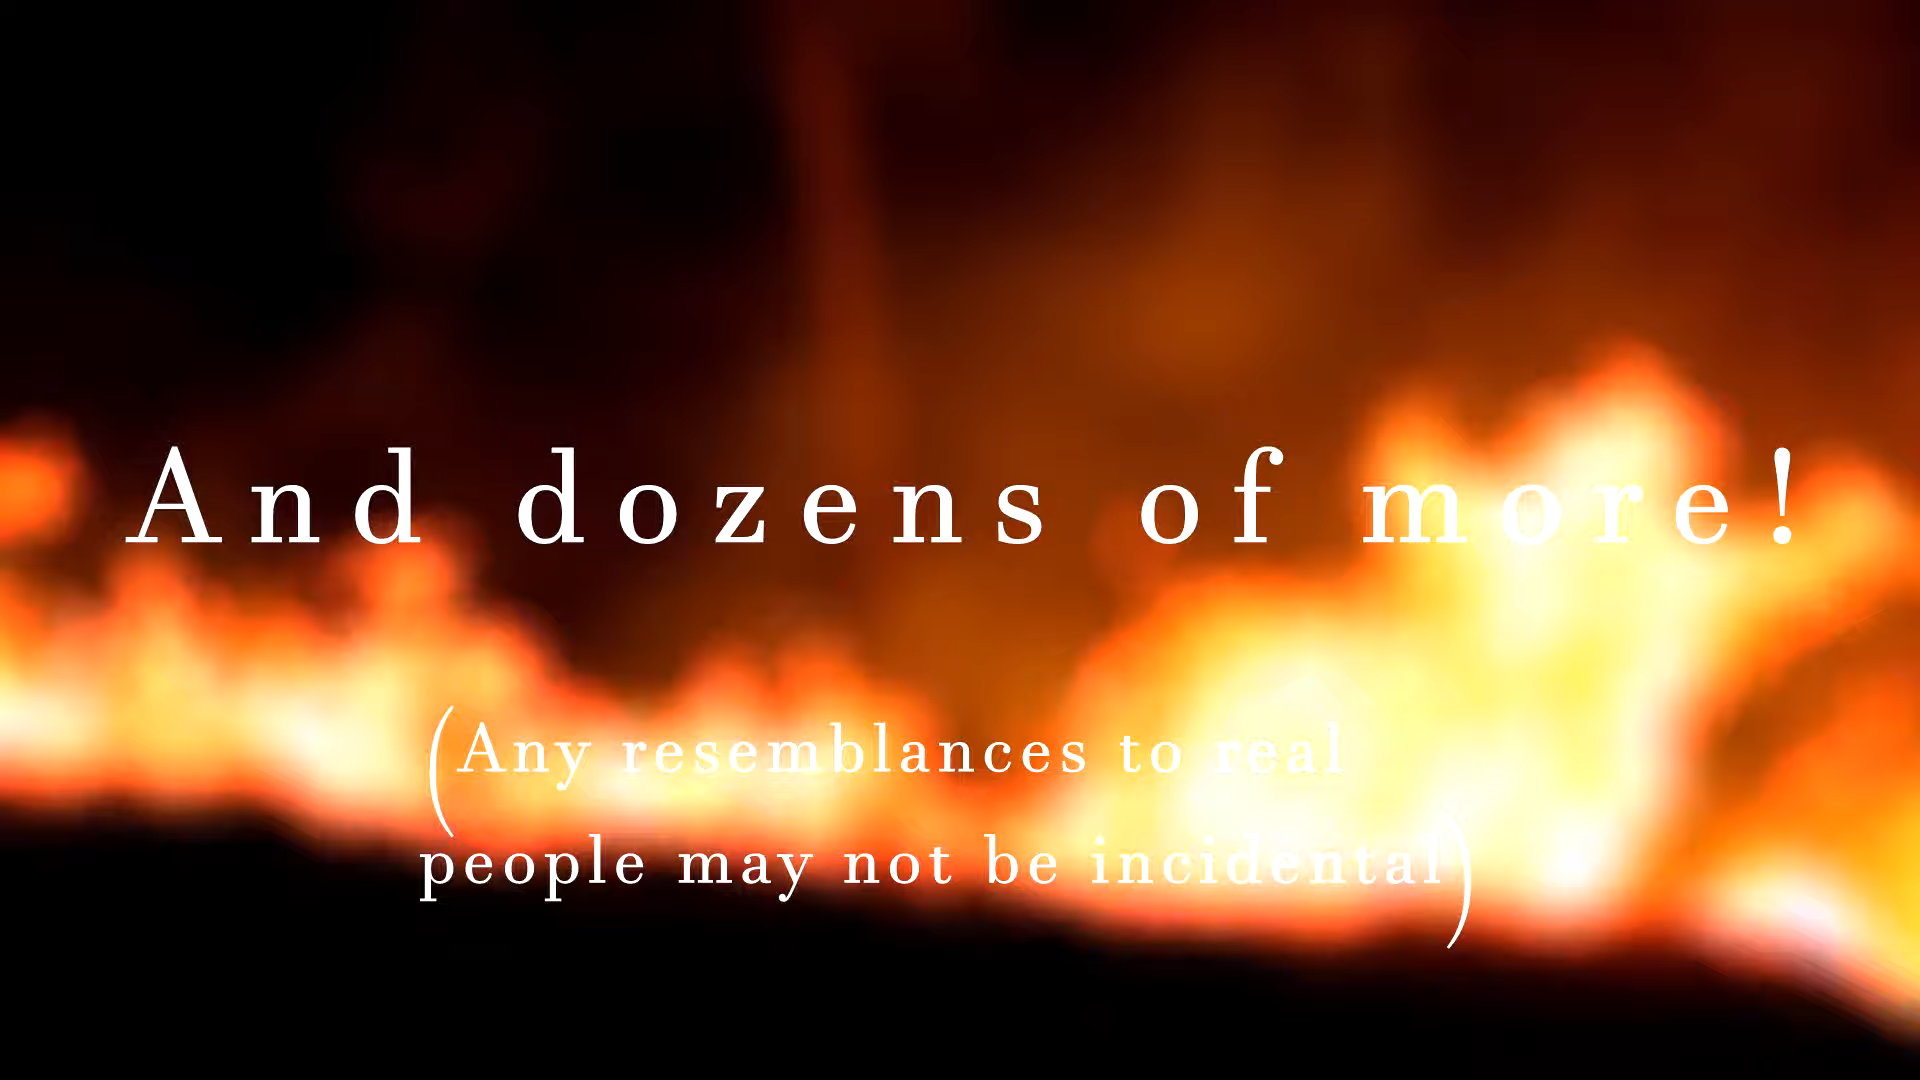 And dozens of more!
(Any resemblances to real
people may not be incidental)